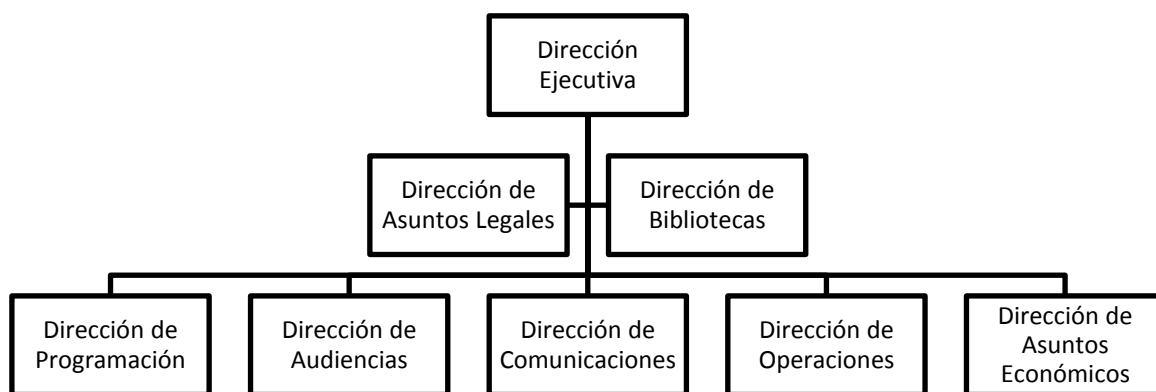 Dirección
Ejecutiva
Dirección de
Asuntos Legales
Dirección de
Bibliotecas
Dirección de
Programación
Dirección de
Audiencias
Dirección de
Comunicaciones
Dirección de
Operaciones
Dirección de
Asuntos
Económicos